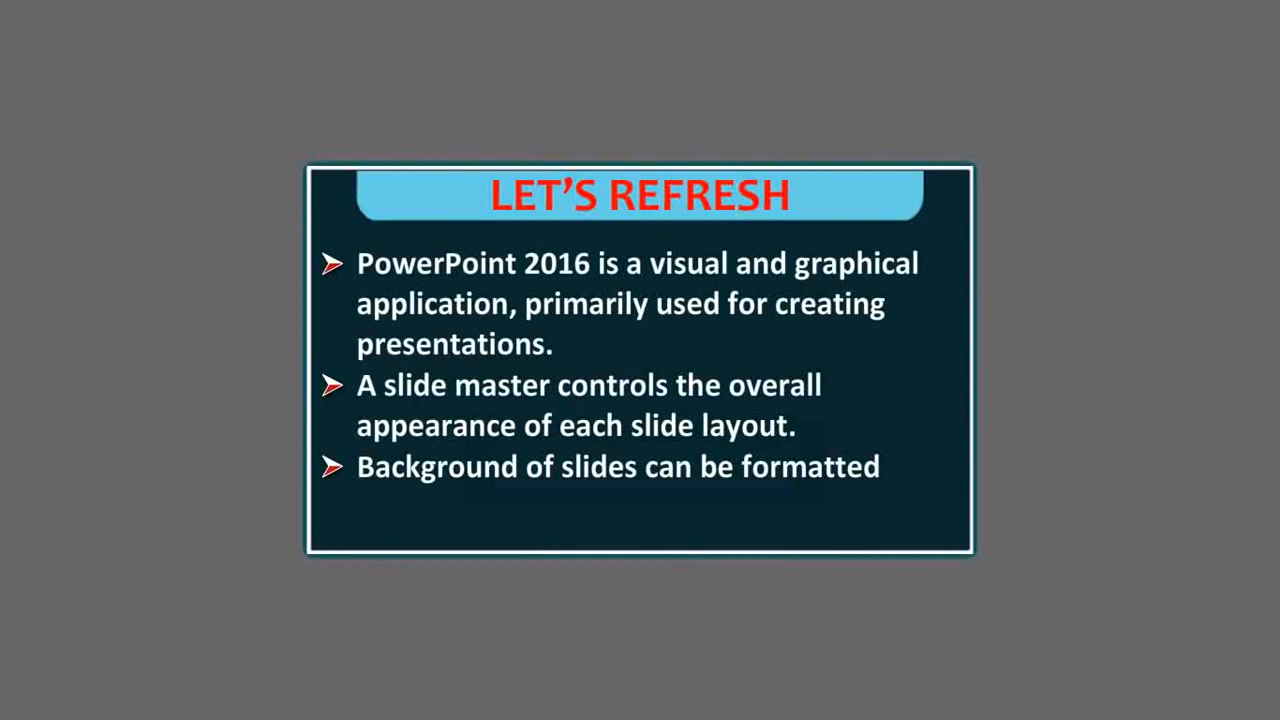 LET’S REFRESH
PowerPoint 2016 is a visual and graphical
application, primarily used for creating
presentations.
A slide master controls the overall
appearance of each slide layout.
Background of slides can be formatted